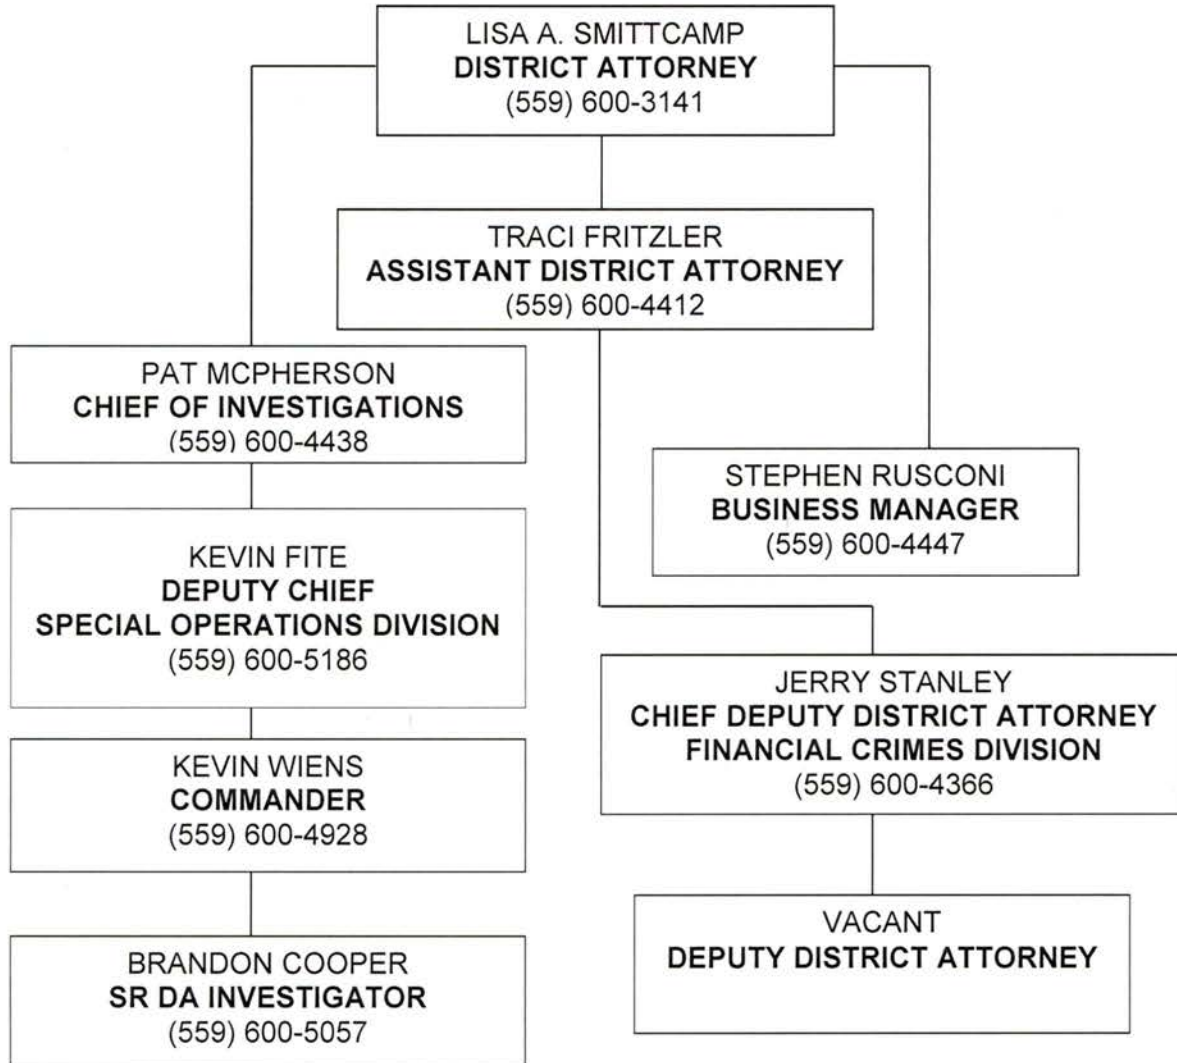 LISA A. SMITTCAMP
DISTRICT ATTORNEY
(559) 600-3141
TRACI FRITZLER
ASSISTANT DISTRICT ATTORNEY
(559) 600-4412
PAT MCPHERSON
CHIEF OF INVESTIGATIONS
(559) 600-4438
STEPHEN RUSCONI
BUSINESS MANAGER
(559) 600-4447
KEVIN FITE
DEPUTY CHIEF
SPECIAL OPERATIONS DIVISION
(559) 600-5186
JERRY STANLEY
CHIEF DEPUTY DISTRICT ATTORNEY
FINANCIAL CRIMES DIVISION
(559) 600-4366
KEVIN WIENS
COMMANDER
(559) 600-4928
VACANT
DEPUTY DISTRICT ATTORNEY
BRANDON COOPER
SR DA INVESTIGATOR
(559) 600-5057